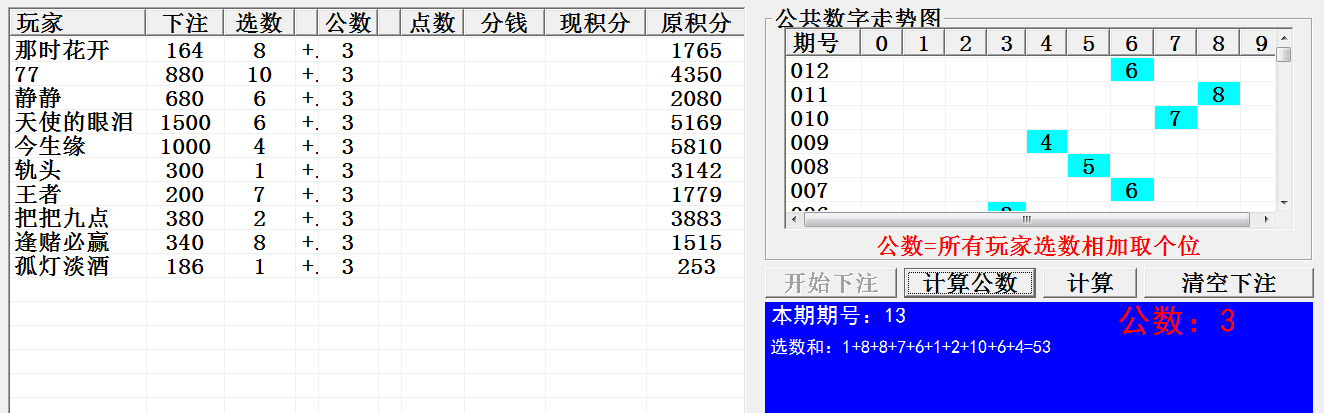 玩家 下注 选数 公数 点数 分钱 现积分 原积分
那时花开 164 8 +. 3 1765
77 880 10 +. 3 4350
静静 680 6 +. 3 2080
天使的眼泪 1500 6 +. 3 5169
今生缘 1000 4 +. 3 5810
轨头 300 1 +. 3 3142
王者 200 7 +. 3 1779
把把九点 380 2 +. 3 3883
逢赌必赢 340 8 +. 3 1515
孤灯淡酒 186 1 +. 3 253
公共数字走势图
期号 0 1 2 3 4 5 6 7 8 9
012 6
011 8
010 7
009 4
008 5
007 6
公数=所有玩家选数相加取个位
开始下注 计算公数 计算 清空下注
本期期号：13 公数：3
选数和：1+8+8+7+6+1+2+10+6+4=53